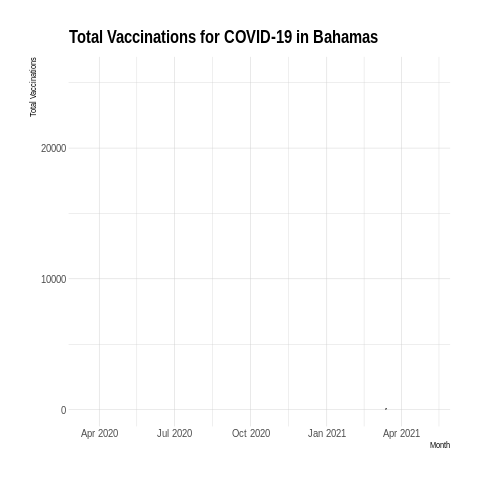 Total Vaccinations for COVID-19 in Bahamas
Total Vaccinations
20000
10000
0
Apr 2020
Jul 2020
Oct 2020
Jan 2021
Apr 2021
Month